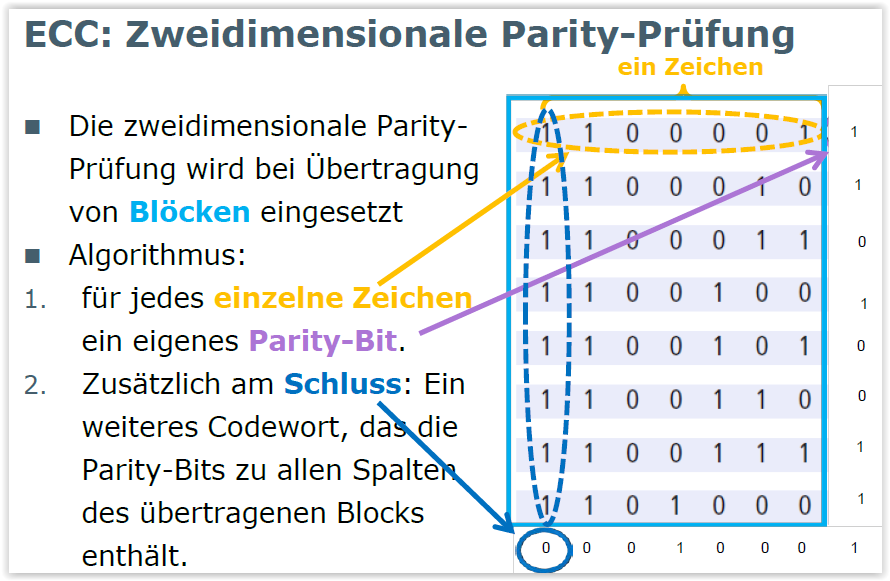 ECC: Zweidimensionale Parity-Prüfung
ein Zeichen
Die zweidimensionale Parity-
Prüfung wird bei Übertragung
von Blöcken eingesetzt
Algorithmus:
1. für jedes einzelne Zeichen
ein eigenes Parity-Bit.
2. Zusätzlich am Schluss: Ein
weiteres Codewort, das die
Parity-Bits zu allen Spalten
des übertragenen Blocks
enthält.
1 1 0 0 0 0 1 1
1 1 0 0 0 1 0 1
1 1 0 0 0 1 1 0
1 1 0 0 1 0 0 1
1 1 0 0 1 0 1 0
1 1 0 0 1 1 0 0
1 1 0 0 1 1 1 1
1 1 0 1 0 0 0 1
0 0 0 1 0 0 0 1